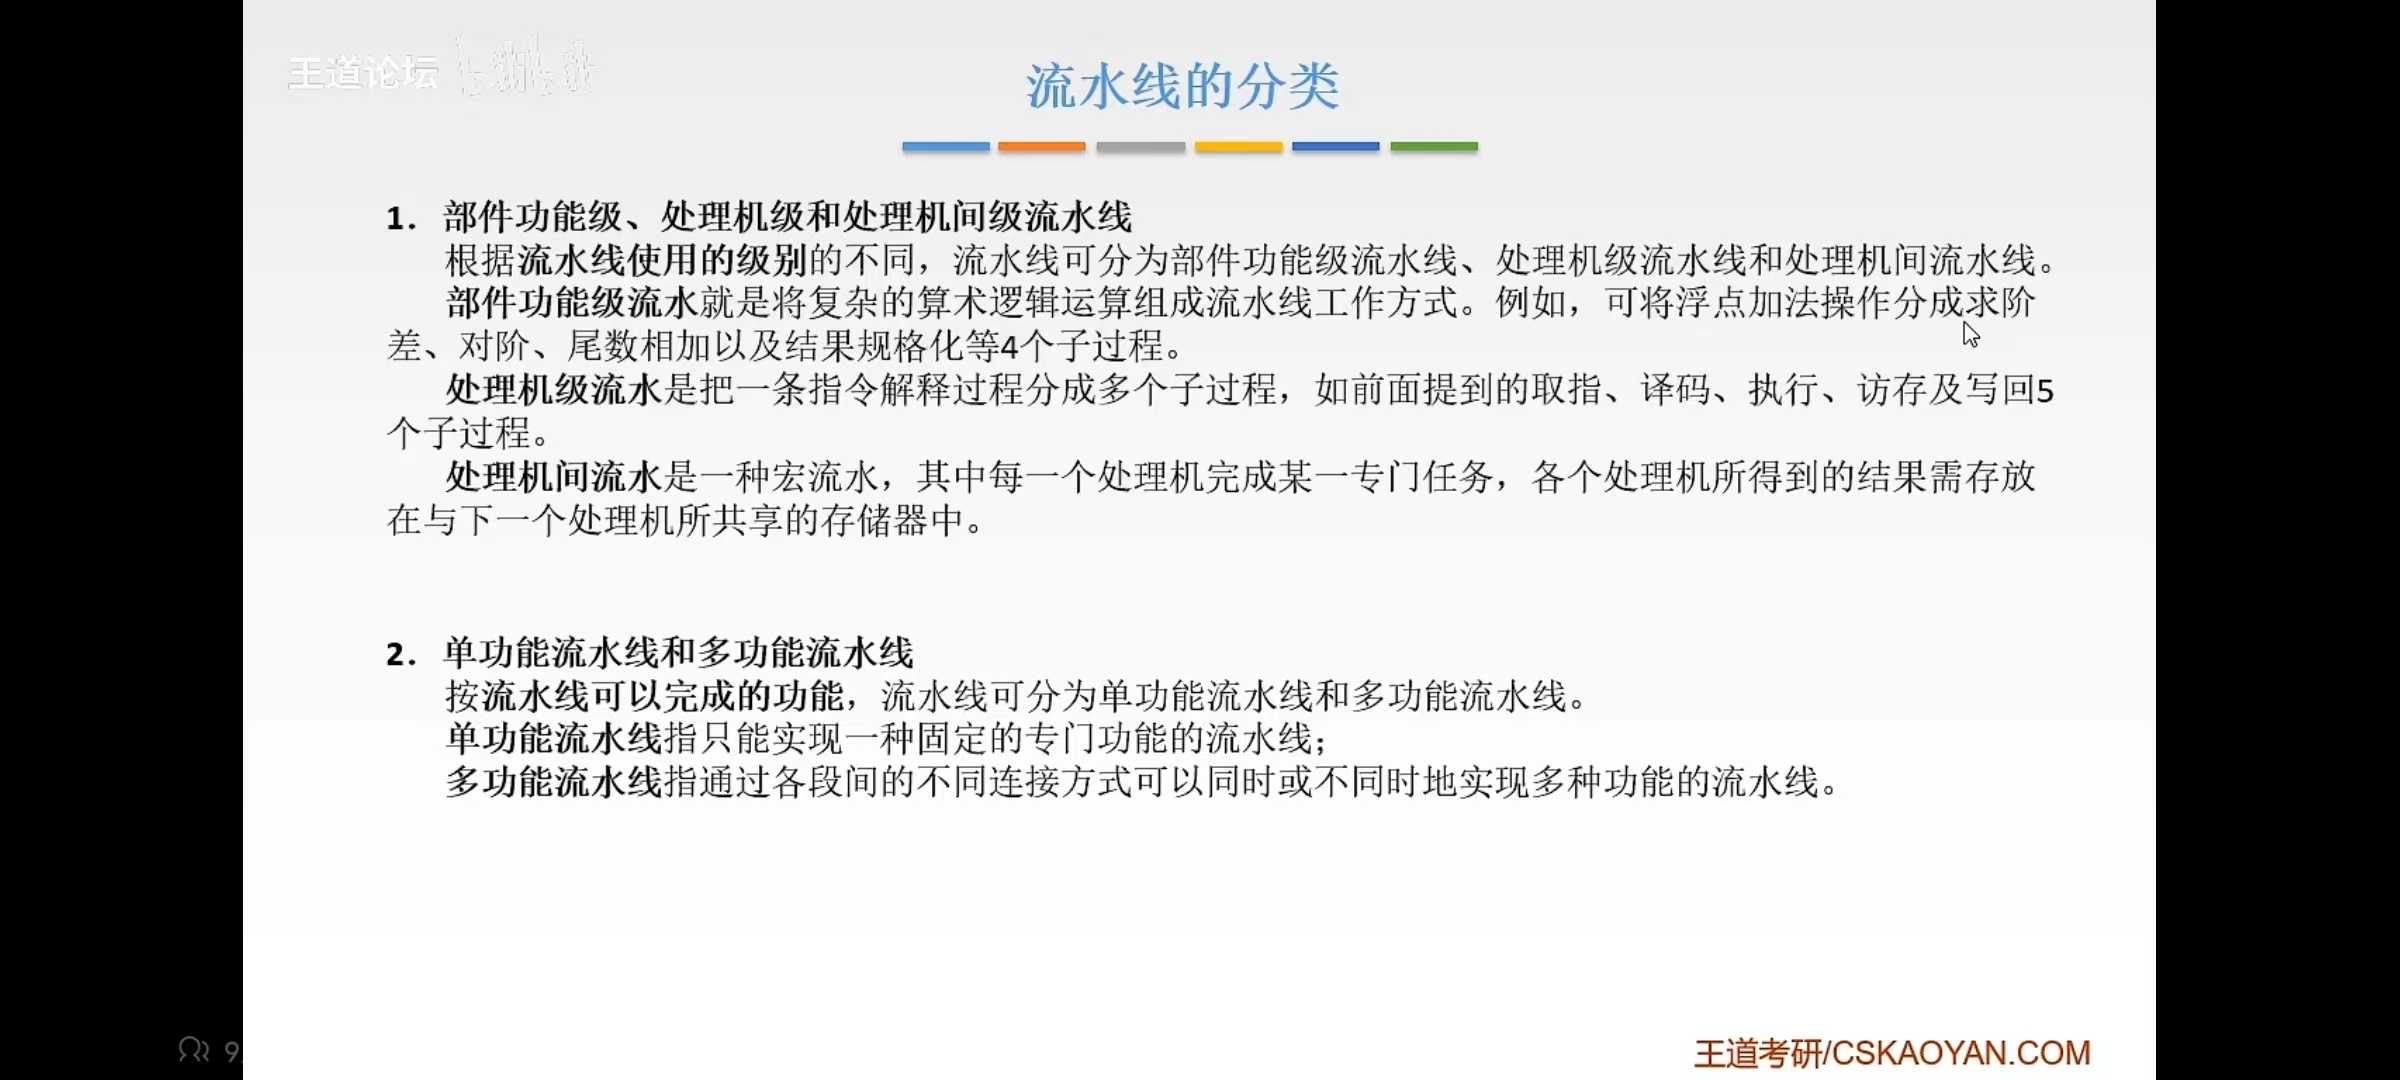 王道论坛
流水线的分类
1. 部件功能级、处理机级和处理机间级流水线
根据流水线使用的级别的不同，流水线可分为部件功能级流水线、处理机级流水线和处理机间流水线。
部件功能级流水就是将复杂的算术逻辑运算组成流水线工作方式。例如，可将浮点加法操作分成求阶
差、对阶、尾数相加以及结果规格化等4个子过程。
处理机级流水是把一条指令解释过程分成多个子过程，如前面提到的取指、译码、执行、访存及写回5
个子过程。
处理机间流水是一种宏流水，其中每一个处理机完成某一专门任务，各个处理机所得到的结果需存放
在与下一个处理机所共享的存储器中。
2. 单功能流水线和多功能流水线
按流水线可以完成的功能，流水线可分为单功能流水线和多功能流水线。
单功能流水线指只能实现一种固定的专门功能的流水线；
多功能流水线指通过各段间的不同连接方式可以同时或不同时地实现多种功能的流水线。
王道考研/CSKAOYAN.COM